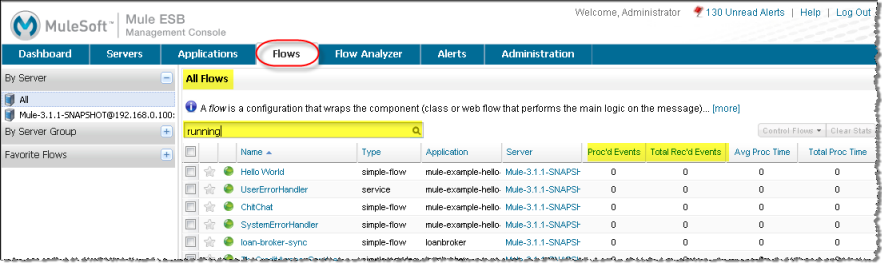 MuleSoft™ Mule ESB Management Console
Welcome, Administrator 130 Unread Alerts | Help | Log Out
Dashboard Servers Applications Flows Flow Analyzer Alerts Administration
By Server
All
Mule-3.1.1-SNAPSHOT@192.168.0.100:
By Server Group
Favorite Flows
All Flows
A flow is a configuration that wraps the component (class or web flow that performs the main logic on the message)... [more]
running
Control Flows Clear Stats
Name Type Application Server Proc'd Events Total Rec'd Events Avg Proc Time Total Proc Time
Hello World simple-flow mule-example-hello- Mule-3.1.1-SNAPSH 0 0 0 0
UserErrorHandler service mule-example-hello- Mule-3.1.1-SNAPSH 0 0 0 0
ChitChat simple-flow mule-example-hello- Mule-3.1.1-SNAPSH 0 0 0 0
SystemErrorHandler simple-flow mule-example-hello- Mule-3.1.1-SNAPSH 0 0 0 0
loan-broker-sync simple-flow loanbroker Mule-3.1.1-SNAPSH 0 0 0 0